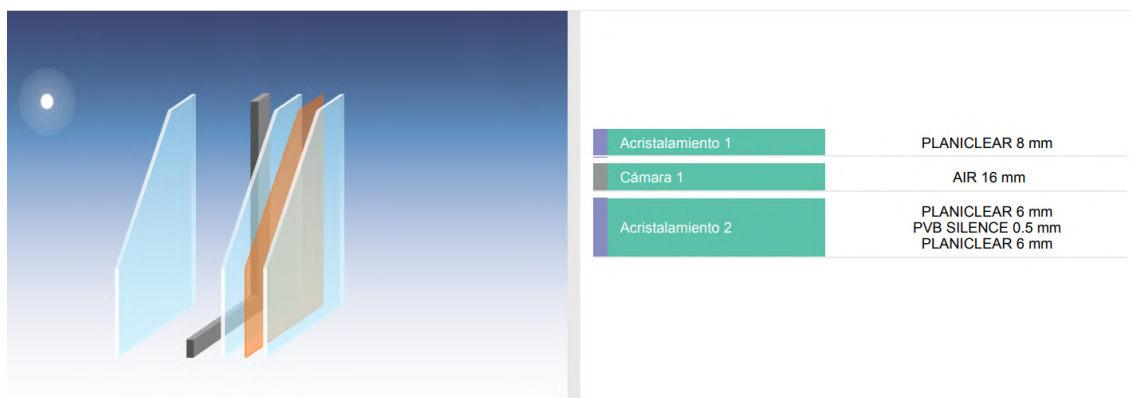 Acristalamiento 1
PLANICLEAR 8 mm
Cámara 1
AIR 16 mm
Acristalamiento 2
PLANICLEAR 6 mm
PVB SILENCE 0.5 mm
PLANICLEAR 6 mm